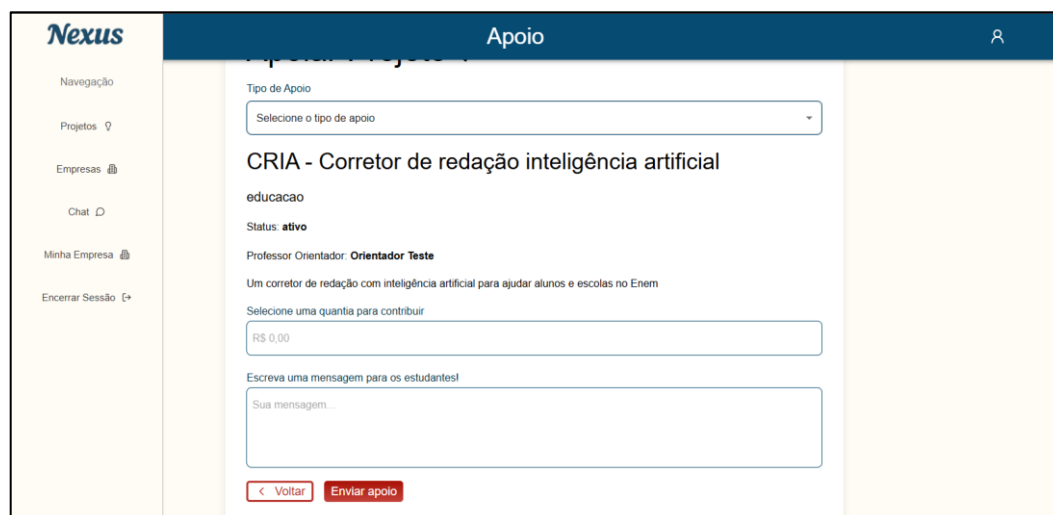 Nexus
Apoio
Navegação
Projetos
Empresas
Chat
Minha Empresa
Encerrar Sessão
Tipo de Apoio
Selecione o tipo de apoio
CRIA - Corretor de redação inteligência artificial
educacao
Status: ativo
Professor Orientador: Orientador Teste
Um corretor de redação com inteligência artificial para ajudar alunos e escolas no Enem
Selecione uma quantia para contribuir
R$ 0,00
Escreva uma mensagem para os estudantes!
Sua mensagem...
Voltar
Enviar apoio